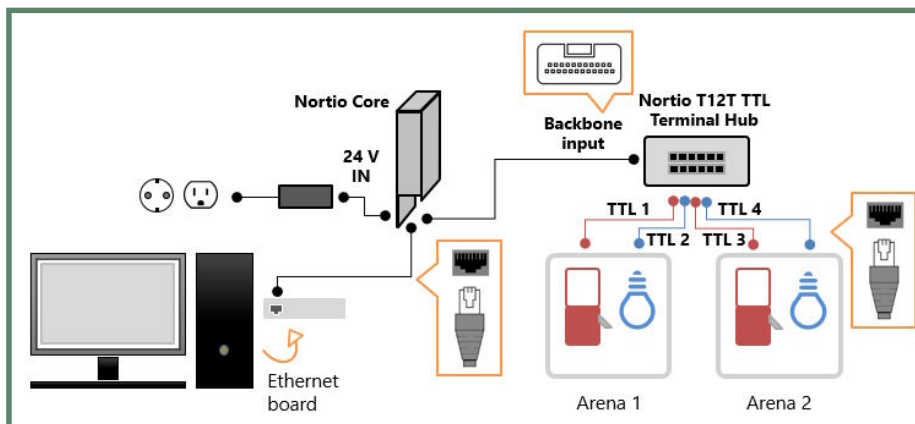 Nortio Core
24 V
IN
Backbone
input
Nortio T12T TTL
Terminal Hub
TTL 1
TTL 2
TTL 3
TTL 4
Ethernet
board
Arena 1
Arena 2